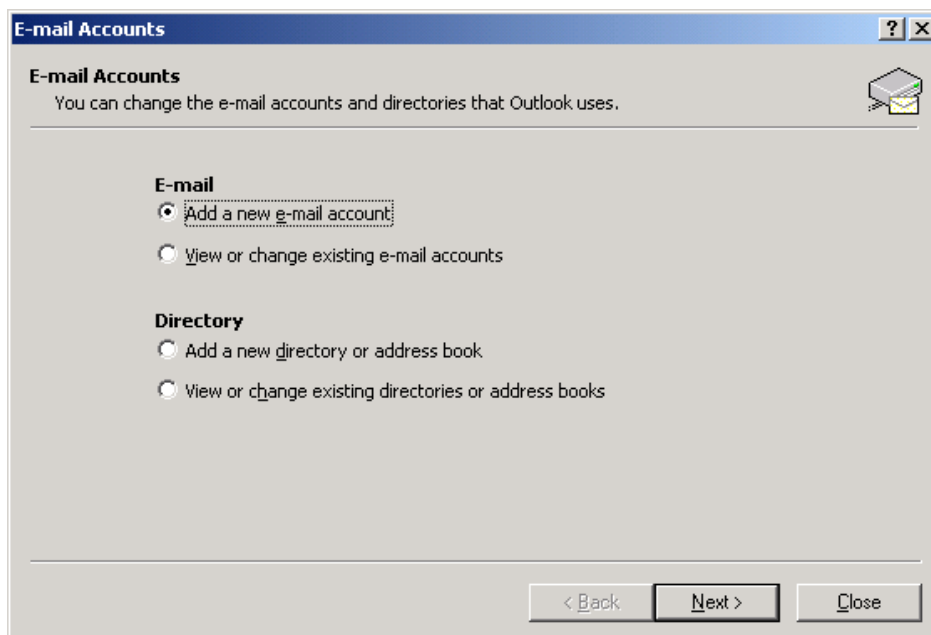 E-mail Accounts
E-mail Accounts
You can change the e-mail accounts and directories that Outlook uses.
E-mail
Add a new e-mail account
View or change existing e-mail accounts
Directory
Add a new directory or address book
View or change existing directories or address books
< Back Next > Close